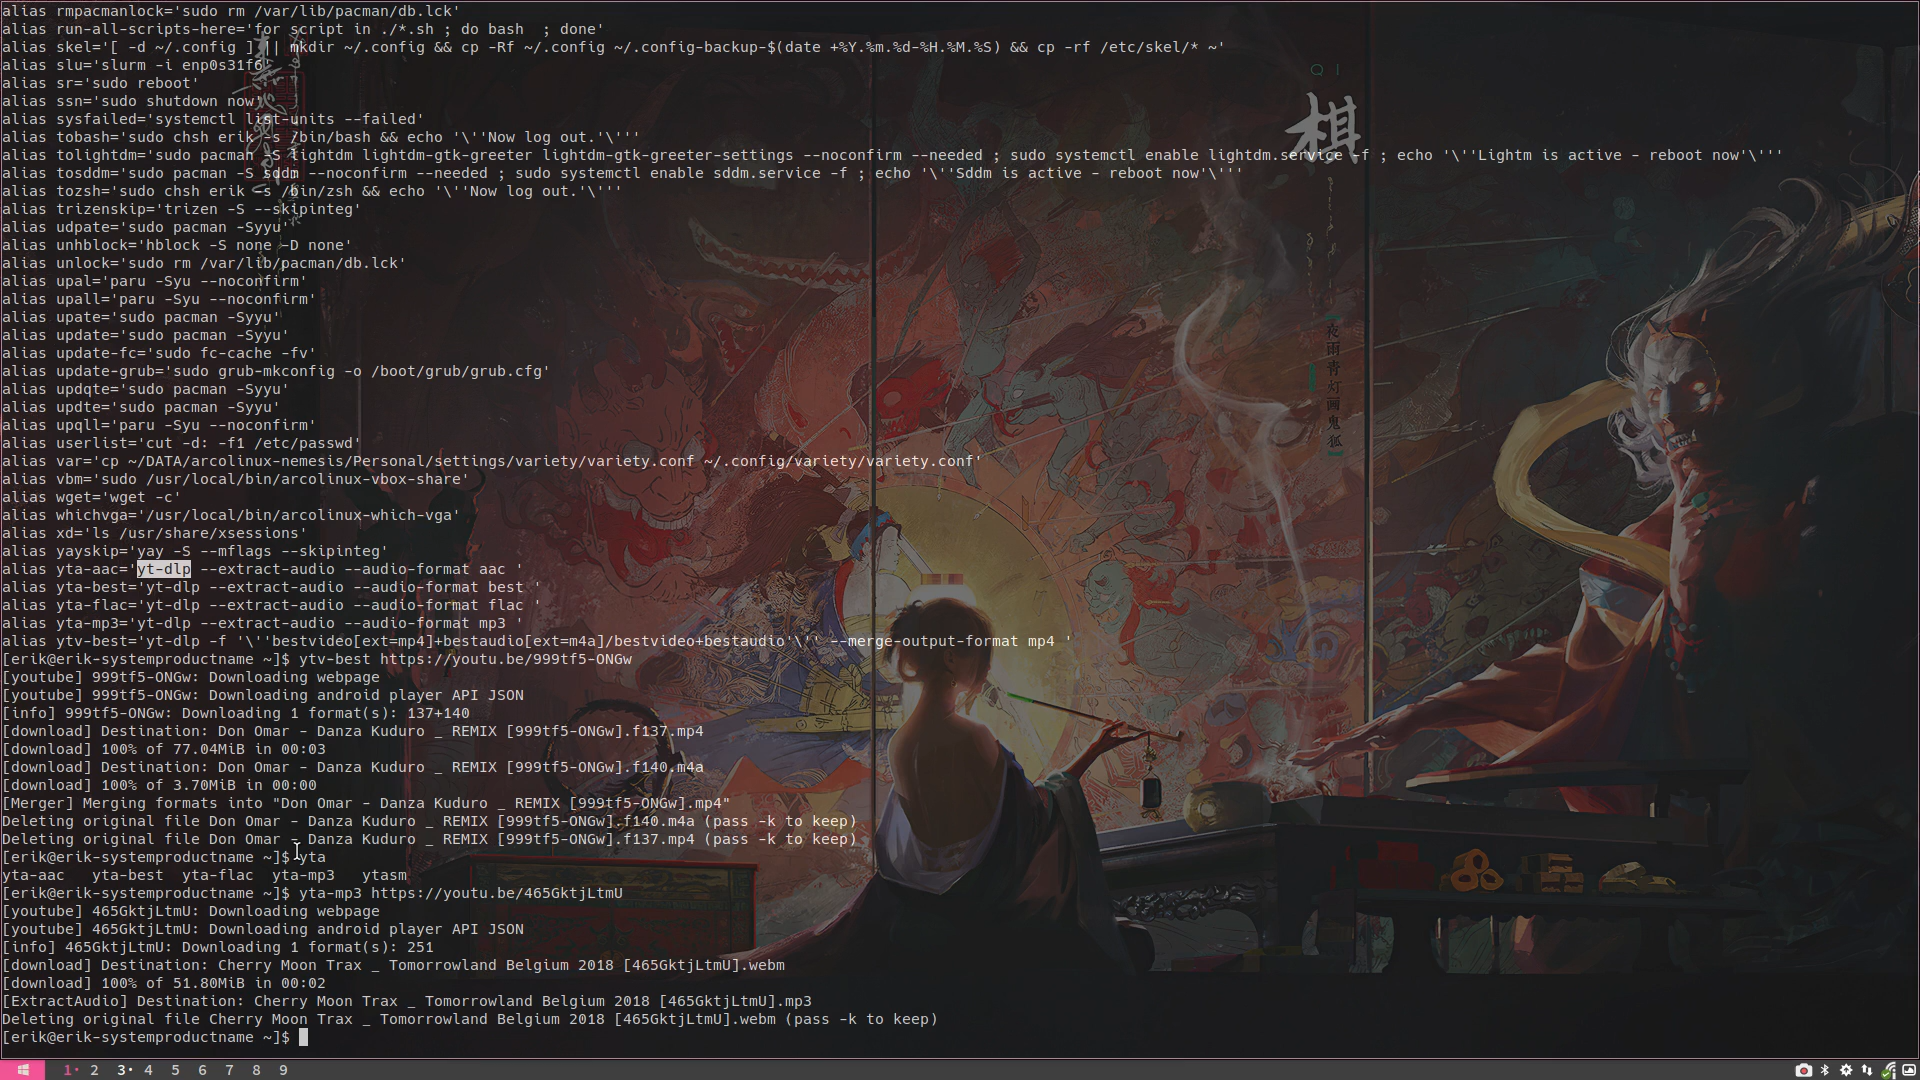 alias rmpacmanlock='sudo rm /var/lib/pacman/db.lck'
alias run-all-scripts-here='for script in ./*.sh ; do bash  ; done'
alias skel='[ -d ~/.config ] || mkdir ~/.config && cp -Rf ~/.config ~/.config-backup-$(date +%Y.%m.%d-%H.%M.%S) && cp -rf /etc/skel/* ~'
alias slu='slurm -i enp0s31f6'
alias sr='sudo reboot'
alias ssn='sudo shutdown now'
alias sysfailed='systemctl list-units --failed'
alias tobash='sudo chsh erik -s /bin/bash && echo '\''Now log out.'\'''
alias tolightdm='sudo pacman -S lightdm lightdm-gtk-greeter lightdm-gtk-greeter-settings --noconfirm --needed ; sudo systemctl enable lightdm.service -f ; echo '\''Lightm is active - reboot now'\'''
alias tosddm='sudo pacman -S sddm --noconfirm --needed ; sudo systemctl enable sddm.service -f ; echo '\''Sddm is active - reboot now'\'''
alias tozsh='sudo chsh erik -s /bin/zsh && echo '\''Now log out.'\'''
alias trizenskip='trizen -S --skipinteg'
alias udpate='sudo pacman -Syyu'
alias unhblock='hblock -S none -D none'
alias unlock='sudo rm /var/lib/pacman/db.lck'
alias upal='paru -Syu --noconfirm'
alias upall='paru -Syu --noconfirm'
alias upate='sudo pacman -Syyu'
alias update='sudo pacman -Syyu'
alias update-fc='sudo fc-cache -fv'
alias update-grub='sudo grub-mkconfig -o /boot/grub/grub.cfg'
alias updqte='sudo pacman -Syyu'
alias updte='sudo pacman -Syyu'
alias upqll='paru -Syu --noconfirm'
alias userlist='cut -d: -f1 /etc/passwd'
alias var='cp ~/DATA/arcolinux-nemesis/Personal/settings/variety/variety.conf ~/.config/variety/variety.conf'
alias vbm='sudo /usr/local/bin/arcolinux-vbox-share'
alias wget='wget -c'
alias whichvga='/usr/local/bin/arcolinux-which-vga'
alias xd='ls /usr/share/xsessions'
alias yayskip='yay -S --mflags --skipinteg'
alias yta-aac='yt-dlp --extract-audio --audio-format aac '
alias yta-best='yt-dlp --extract-audio --audio-format best '
alias yta-flac='yt-dlp --extract-audio --audio-format flac '
alias yta-mp3='yt-dlp --extract-audio --audio-format mp3 '
alias ytv-best='yt-dlp -f '\''bestvideo[ext=mp4]+bestaudio[ext=m4a]/bestvideo+bestaudio'\'' --merge-output-format mp4 '
[erik@erik-systemproductname ~]$ ytv-best https://youtu.be/999tf5-ONGw
[youtube] 999tf5-ONGw: Downloading webpage
[youtube] 999tf5-ONGw: Downloading android player API JSON
[info] 999tf5-ONGw: Downloading 1 format(s): 137+140
[download] Destination: Don Omar - Danza Kuduro _ REMIX [999tf5-ONGw].f137.mp4
[download] 100% of 77.04MiB in 00:03
[download] Destination: Don Omar - Danza Kuduro _ REMIX [999tf5-ONGw].f140.m4a
[download] 100% of 3.70MiB in 00:00
[Merger] Merging formats into "Don Omar - Danza Kuduro _ REMIX [999tf5-ONGw].mp4"
Deleting original file Don Omar - Danza Kuduro _ REMIX [999tf5-ONGw].f140.m4a (pass -k to keep)
Deleting original file Don Omar - Danza Kuduro _ REMIX [999tf5-ONGw].f137.mp4 (pass -k to keep)
[erik@erik-systemproductname ~]$ yta
yta-aac   yta-best  yta-flac  yta-mp3   ytasm
[erik@erik-systemproductname ~]$ yta-mp3 https://youtu.be/465GktjLtmU
[youtube] 465GktjLtmU: Downloading webpage
[youtube] 465GktjLtmU: Downloading android player API JSON
[info] 465GktjLtmU: Downloading 1 format(s): 251
[download] Destination: Cherry Moon Trax _ Tomorrowland Belgium 2018 [465GktjLtmU].webm
[download] 100% of 51.80MiB in 00:02
[ExtractAudio] Destination: Cherry Moon Trax _ Tomorrowland Belgium 2018 [465GktjLtmU].mp3
Deleting original file Cherry Moon Trax _ Tomorrowland Belgium 2018 [465GktjLtmU].webm (pass -k to keep)
[erik@erik-systemproductname ~]$
QI
棋
夜雨青灯画鬼狐
1 2 3 4 5 6 7 8 9